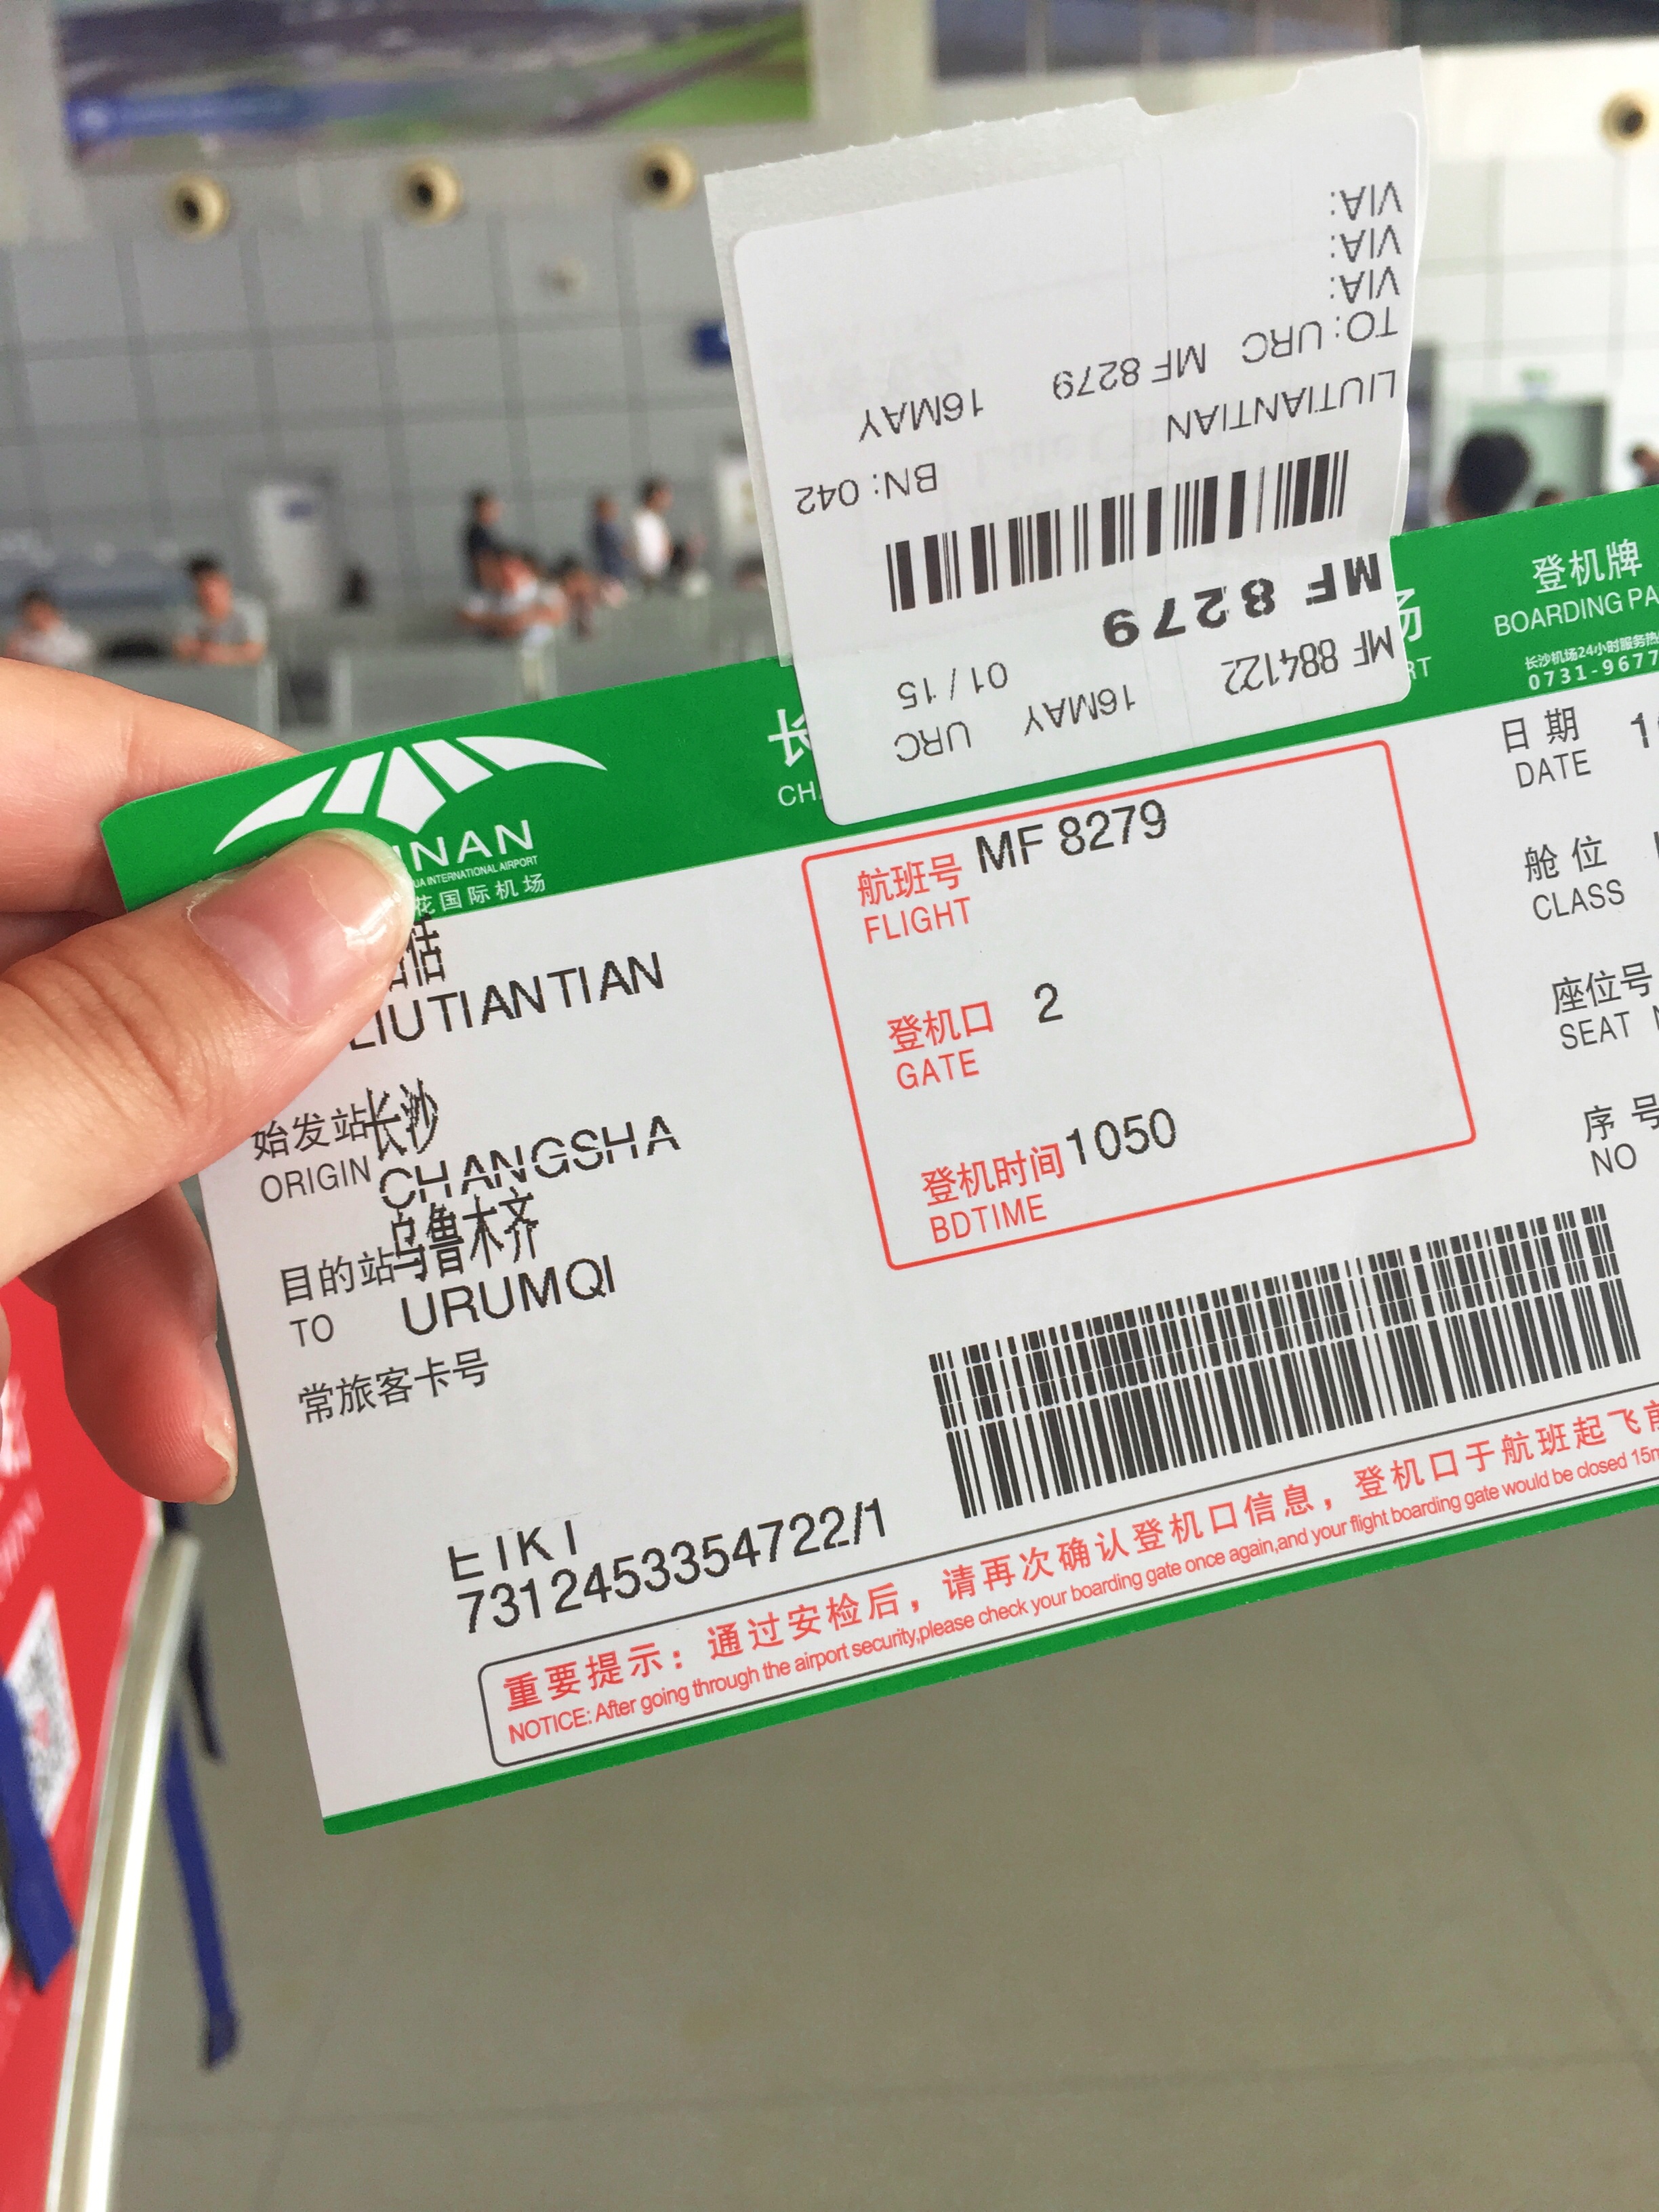 VIA:
VIA:
VIA:
TO: URC MF 8279 16MAY
LIUTIANTIAN
BN: 042
MF 8279
MF 884122 01 / 15
URC 16MAY
登机牌
BOARDING
长沙机场24小时服务热
0731-9677
INTERNATIONAL AIRPORT
花国际机场
恬
LIUTIANTIAN
始发站 长沙
ORIGIN CHANGSHA
目的站 乌鲁木齐
TO URUMQI
常旅客卡号
航班号 MF 8279
FLIGHT
登机口 2
GATE
登机时间 1050
BDTIME
日期
DATE
舱位
CLASS
座位号
SEAT
序号
NO
7312453354722/1
重要提示：通过安检后，请再次确认登机口信息，登机口于航班起飞前
NOTICE: After going through the airport security,please check your boarding gate once again,and your flight boarding gate would be closed